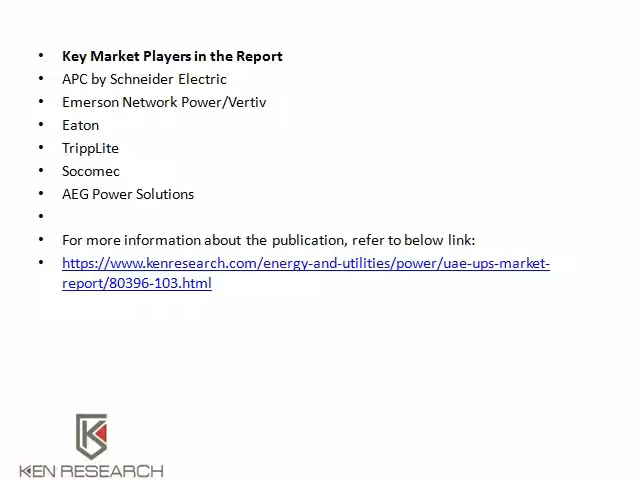 • Key Market Players in the Report
• APC by Schneider Electric
• Emerson Network Power/Vertiv
• Eaton
• TrippLite
• Socomec
• AEG Power Solutions
•
• For more information about the publication, refer to below link:
• https://www.kenresearch.com/energy-and-utilities/power/uae-ups-market-
report/80396-103.html
KEN RESEARCH